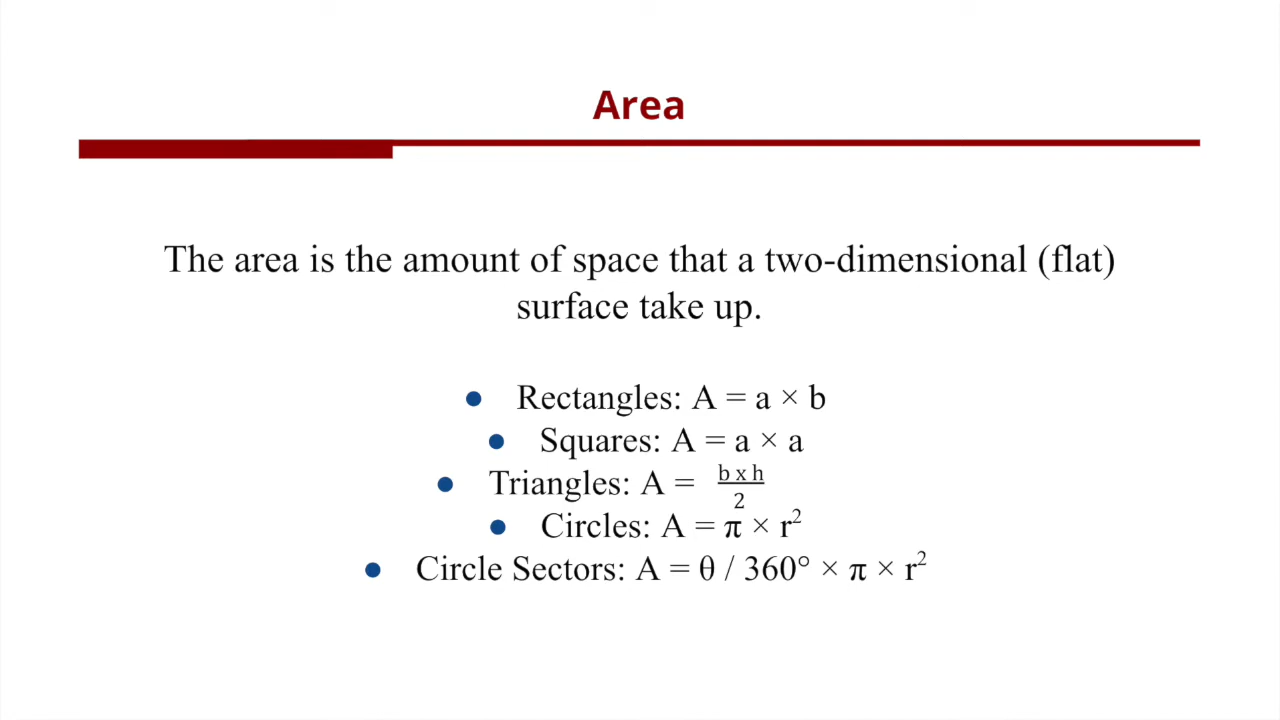 Area
The area is the amount of space that a two-dimensional (flat)
surface take up.
● Rectangles: A = a × b
● Squares: A = a × a
● Triangles: A = b x h / 2
● Circles: A = π × r²
● Circle Sectors: A = θ / 360° × π × r²